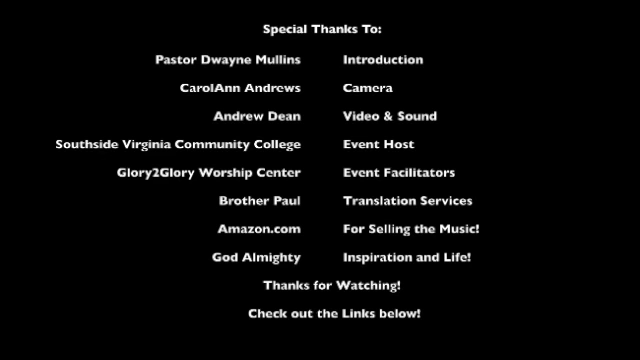 Special Thanks To:
Pastor Dwayne Mullins Introduction
CarolAnn Andrews Camera
Andrew Dean Video & Sound
Southside Virginia Community College Event Host
Glory2Glory Worship Center Event Facilitators
Brother Paul Translation Services
Amazon.com For Selling the Music!
God Almighty Inspiration and Life!
Thanks for Watching!
Check out the Links below!